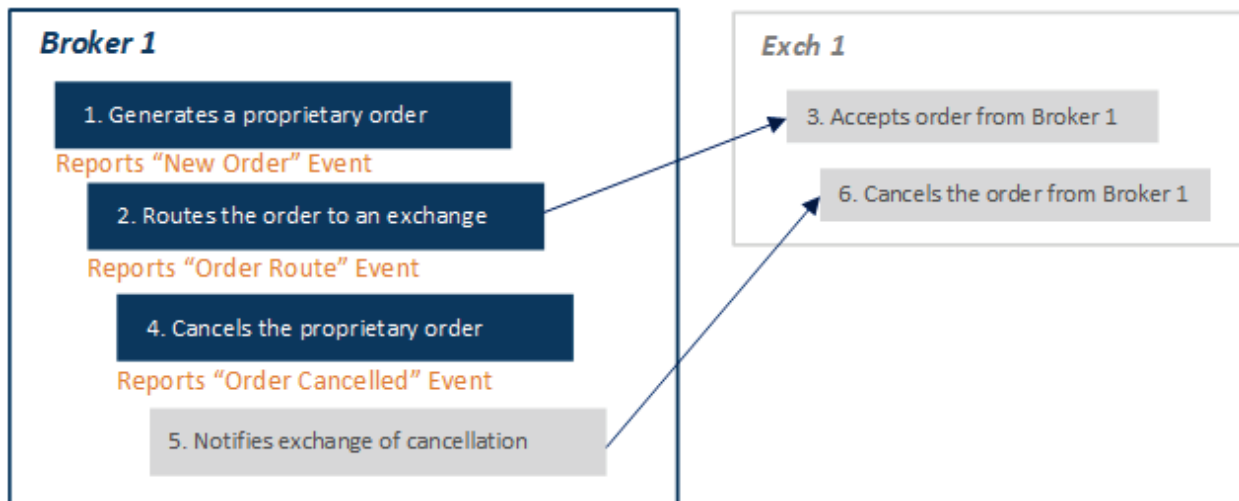 Broker 1
1. Generates a proprietary order
Reports “New Order” Event
2. Routes the order to an exchange
Reports “Order Route” Event
4. Cancels the proprietary order
Reports “Order Cancelled” Event
5. Notifies exchange of cancellation
Exch 1
3. Accepts order from Broker 1
6. Cancels the order from Broker 1